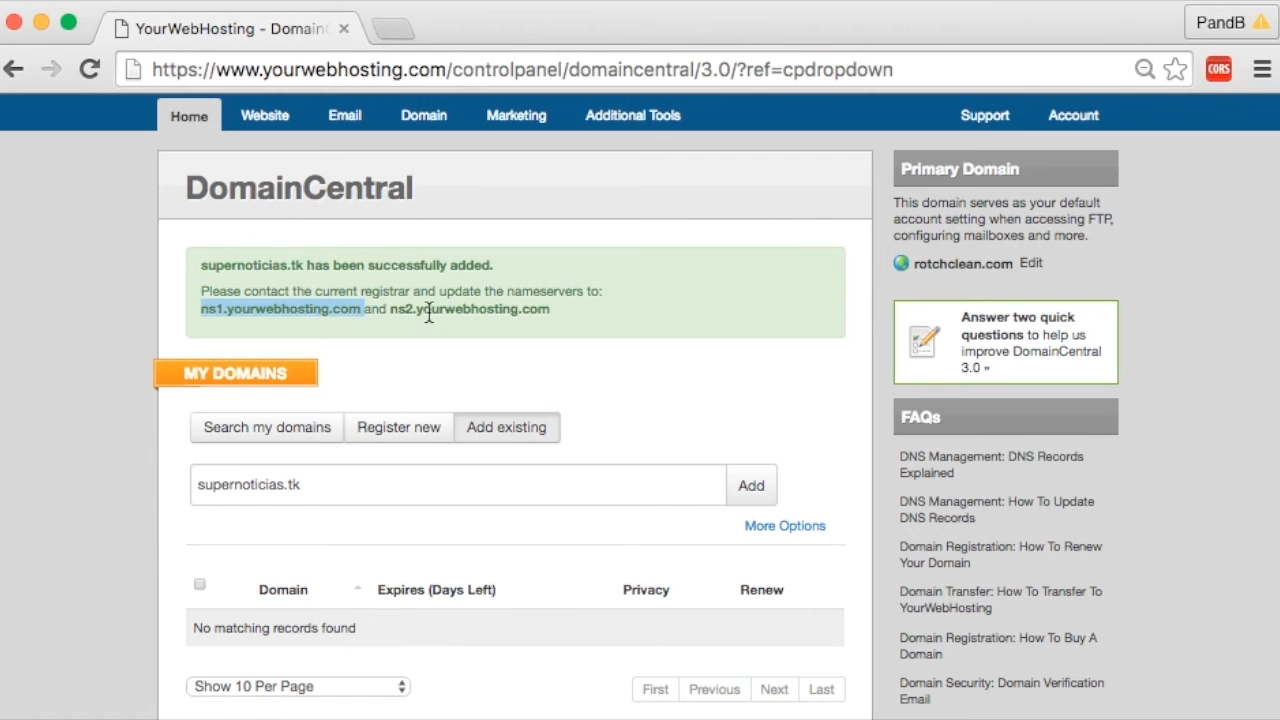 YourWebHosting - Domain
PandB
https://www.yourwebhosting.com/controlpanel/domaincentral/3.0/?ref=cpdropdown
CORS
Home Website Email Domain Marketing Additional Tools Support Account
DomainCentral
supernoticias.tk has been successfully added.
Please contact the current registrar and update the nameservers to:
ns1.yourwebhosting.com and ns2.yourwebhosting.com
MY DOMAINS
Search my domains Register new Add existing
supernoticias.tk Add
More Options
Domain Expires (Days Left) Privacy Renew
No matching records found
Show 10 Per Page First Previous Next Last
Primary Domain
This domain serves as your default
account setting when accessing FTP,
configuring mailboxes and more.
rotchclean.com Edit
Answer two quick
questions to help us
improve DomainCentral
3.0 »
FAQs
DNS Management: DNS Records
Explained
DNS Management: How To Update
DNS Records
Domain Registration: How To Renew
Your Domain
Domain Transfer: How To Transfer To
YourWebHosting
Domain Registration: How To Buy A
Domain
Domain Security: Domain Verification
Email